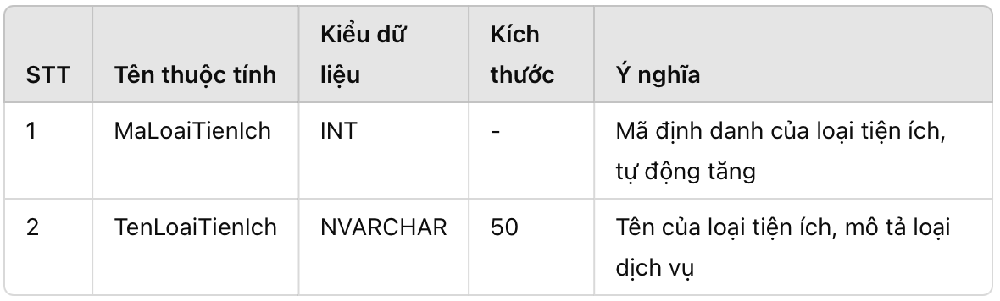 STT Tên thuộc tính Kiểu dữ liệu Kích thước Ý nghĩa
1 MaLoaiTienIch INT - Mã định danh của loại tiện ích,
tự động tăng
2 TenLoaiTienIch NVARCHAR 50 Tên của loại tiện ích, mô tả loại
dịch vụ